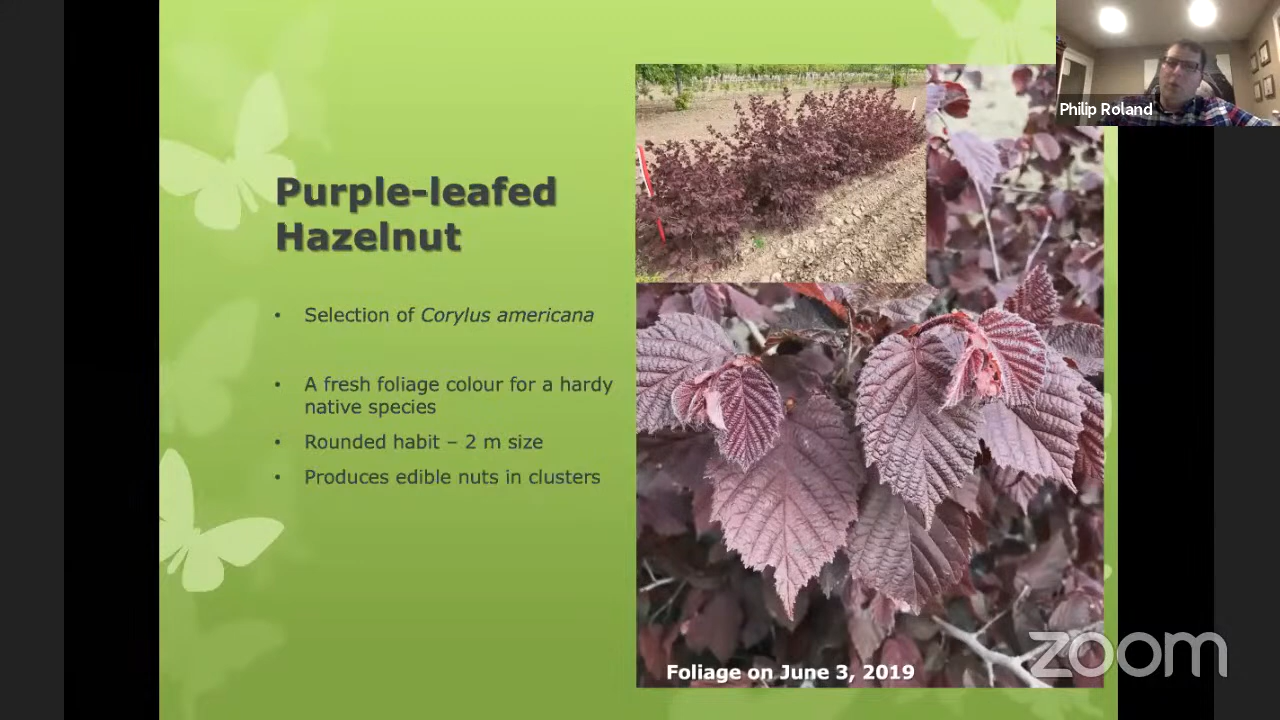 Philip Roland
Purple-leafed
Hazelnut
• Selection of Corylus americana
• A fresh foliage colour for a hardy
native species
• Rounded habit – 2 m size
• Produces edible nuts in clusters
Foliage on June 3, 2019
zoom